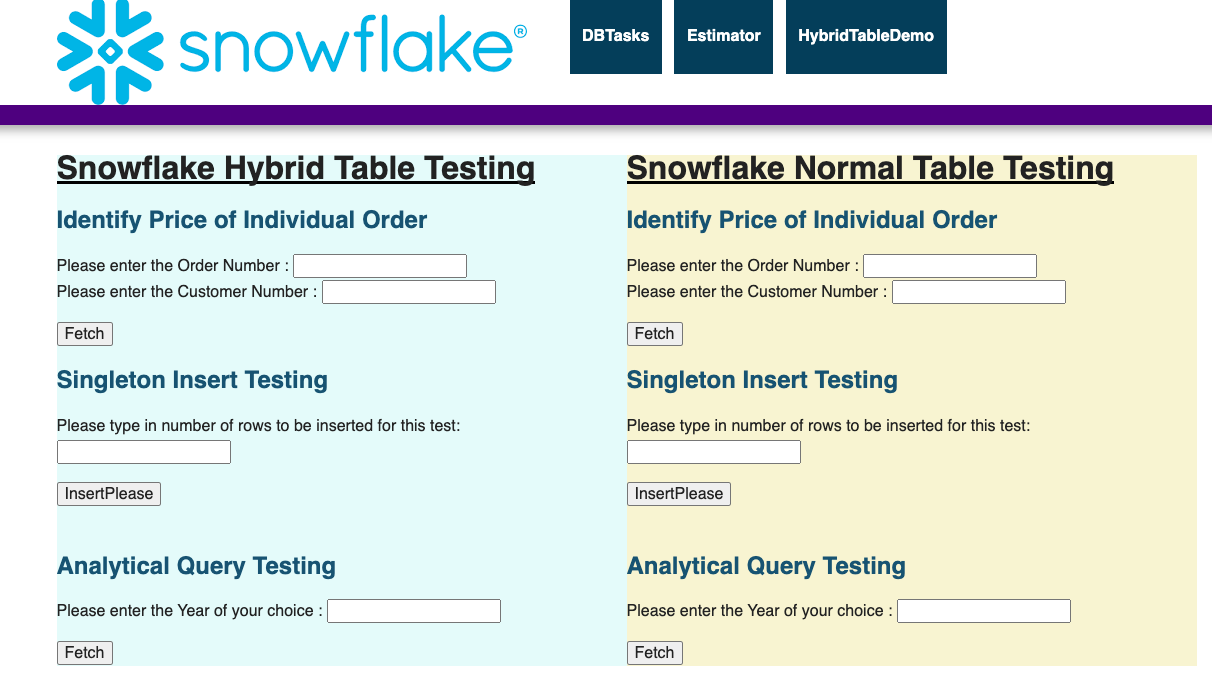 snowflake®
DBTasks
Estimator
HybridTableDemo
Snowflake Hybrid Table Testing
Identify Price of Individual Order
Please enter the Order Number :
Please enter the Customer Number :
Fetch
Singleton Insert Testing
Please type in number of rows to be inserted for this test:
InsertPlease
Analytical Query Testing
Please enter the Year of your choice :
Fetch
Snowflake Normal Table Testing
Identify Price of Individual Order
Please enter the Order Number :
Please enter the Customer Number :
Fetch
Singleton Insert Testing
Please type in number of rows to be inserted for this test:
InsertPlease
Analytical Query Testing
Please enter the Year of your choice :
Fetch